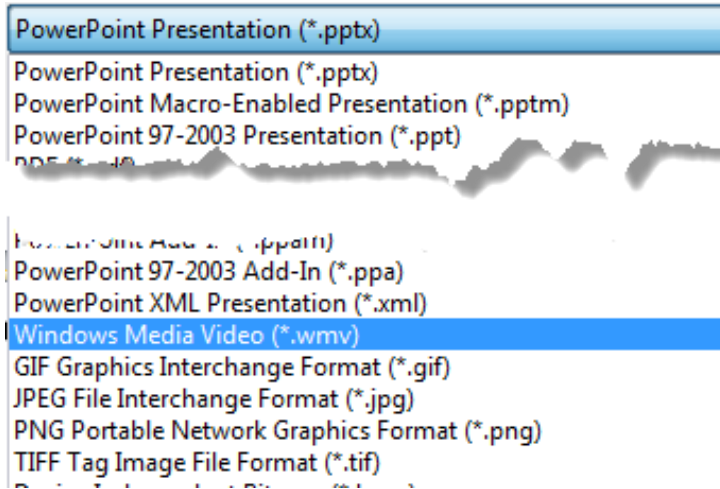 PowerPoint Presentation (*.pptx)
PowerPoint Presentation (*.pptx)
PowerPoint Macro-Enabled Presentation (*.pptm)
PowerPoint 97-2003 Presentation (*.ppt)
PowerPoint 97-2003 Add-In (*.ppa)
PowerPoint XML Presentation (*.xml)
Windows Media Video (*.wmv)
GIF Graphics Interchange Format (*.gif)
JPEG File Interchange Format (*.jpg)
PNG Portable Network Graphics Format (*.png)
TIFF Tag Image File Format (*.tif)